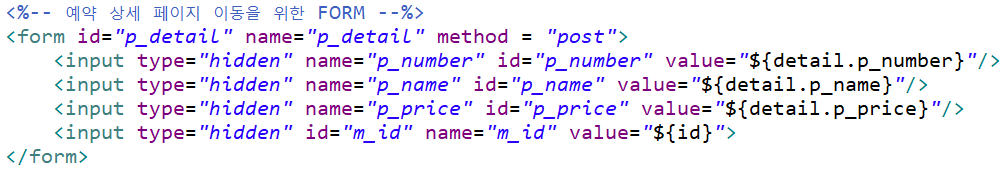 <%-- 예약 상세 페이지 이동을 위한 FORM --%>
<form id="p_detail" name="p_detail" method = "post">
    <input type="hidden" name="p_number" id="p_number" value="${detail.p_number}"/>
    <input type="hidden" name="p_name" id="p_name" value="${detail.p_name}"/>
    <input type="hidden" name="p_price" id="p_price" value="${detail.p_price}"/>
    <input type="hidden" id="m_id" name="m_id" value="${id}">
</form>